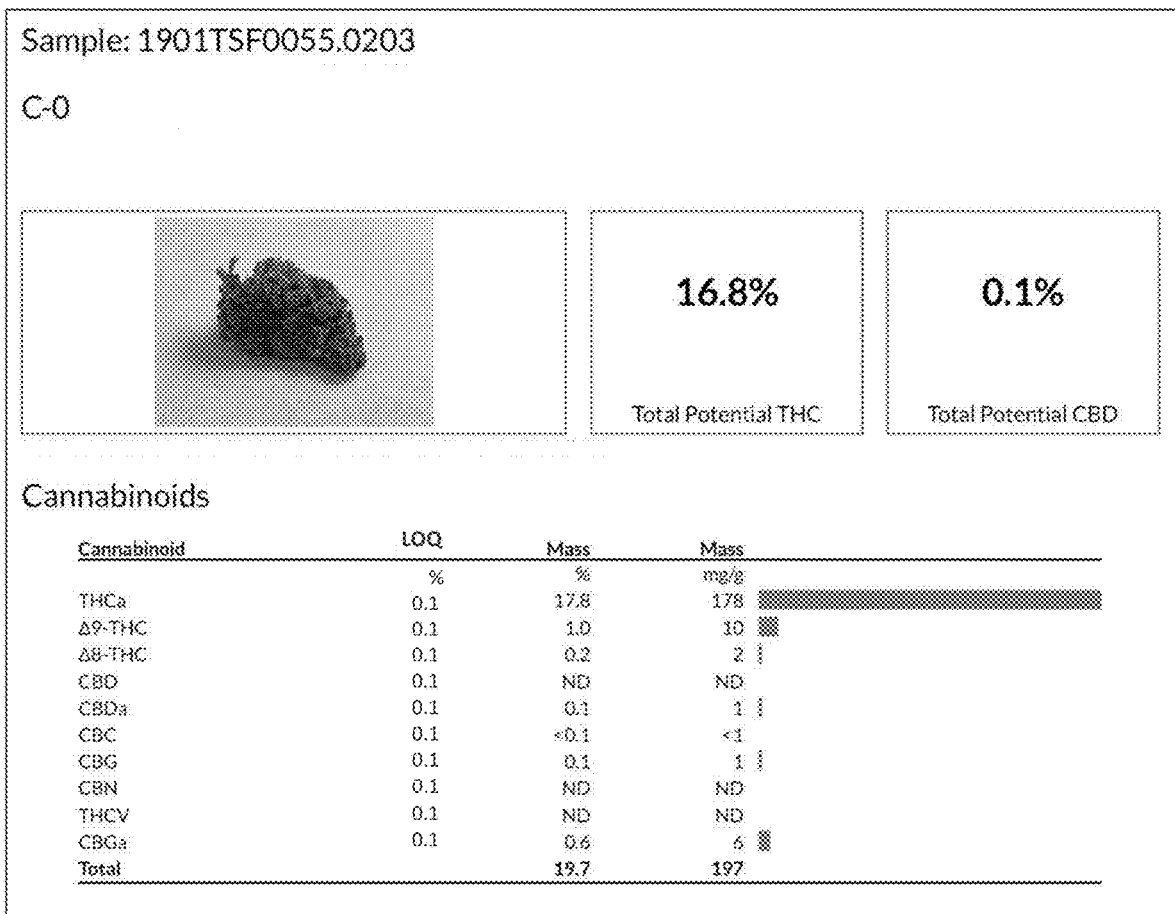 Sample: 1901TSF0055.0203
C-0
16.8%
Total Potential THC
0.1%
Total Potential CBD
Cannabinoids
Cannabinoid LOQ Mass Mass
% % mg/g
THCa 0.1 17.8 178
Δ9-THC 0.1 1.0 10
Δ8-THC 0.1 0.2 2
CBD 0.1 ND ND
CBDa 0.1 0.1 1
CBC 0.1 <0.1 <1
CBG 0.1 0.1 1
CBN 0.1 ND ND
THCV 0.1 ND ND
CBGa 0.1 0.6 6
Total 19.7 197